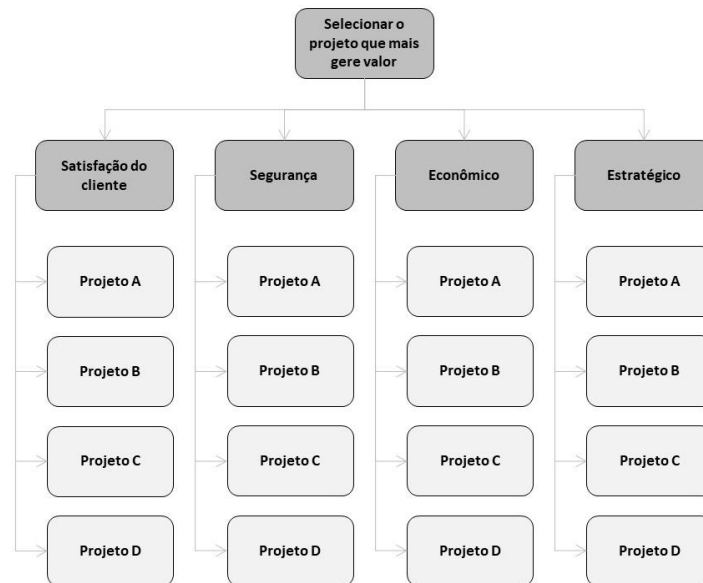 Selecionar o
projeto que mais
gere valor
Satisfação do
cliente
Segurança
Econômico
Estratégico
Projeto A
Projeto A
Projeto A
Projeto A
Projeto B
Projeto B
Projeto B
Projeto B
Projeto C
Projeto C
Projeto C
Projeto C
Projeto D
Projeto D
Projeto D
Projeto D